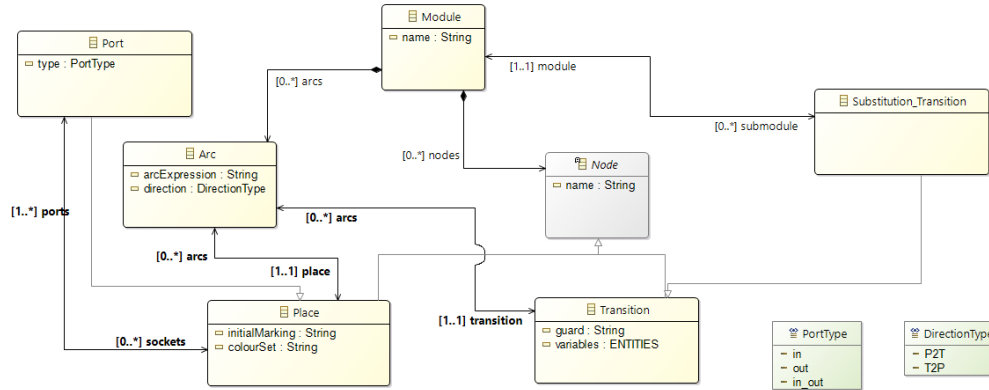 Module
name : String
Port
type : PortType
[1..1] module
[0..*] arcs
Substitution_Transition
[0..*] submodule
Arc
arcExpression : String
direction : DirectionType
[0..*] nodes
Node
name : String
[1..*] ports
[0..*] arcs
[0..*] arcs
[1..1] place
Place
initialMarking : String
colourSet : String
[0..*] sockets
[1..1] transition
Transition
guard : String
variables : ENTITIES
PortType
in
out
in_out
DirectionType
P2T
T2P